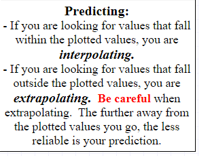 Predicting:
- If you are looking for values that fall
within the plotted values, you are
interpolating.
- If you are looking for values that fall
outside the plotted values, you are
extrapolating. Be careful when
extrapolating. The further away from
the plotted values you go, the less
reliable is your prediction.